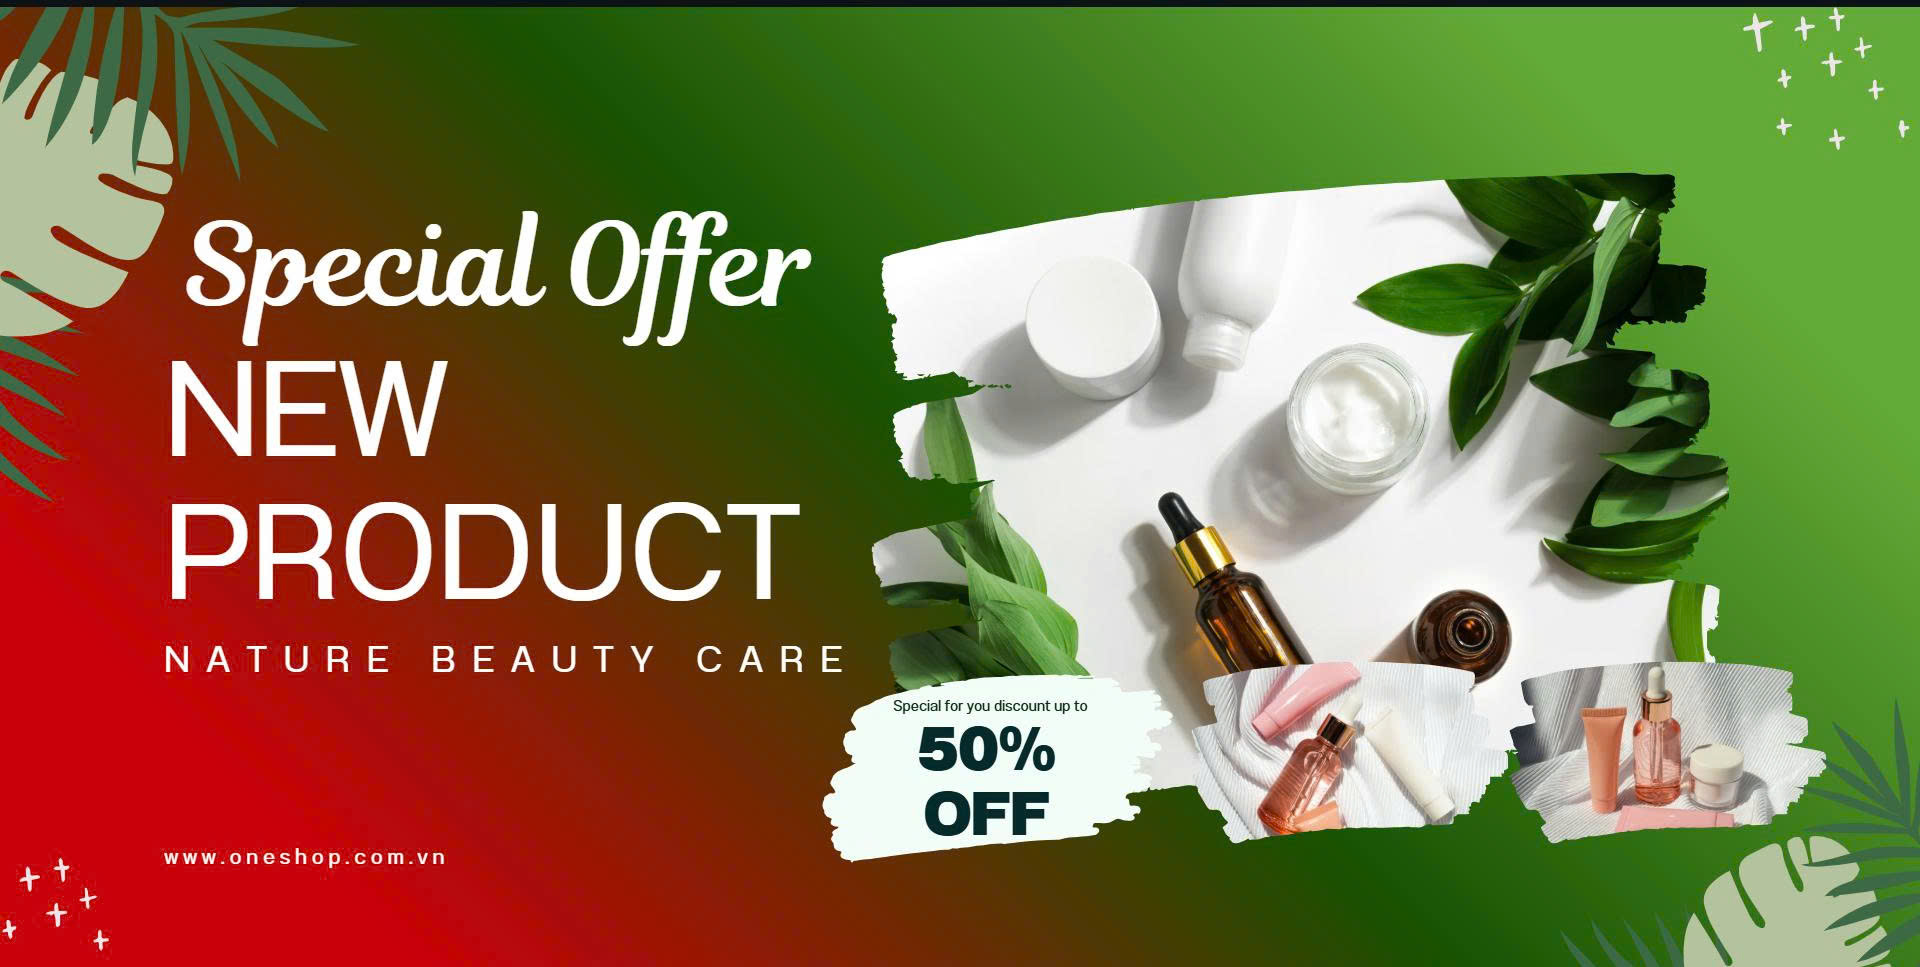 Special Offer
NEW
PRODUCT
NATURE BEAUTY CARE
Special for you discount up to
50%
OFF
www.oneshop.com.vn